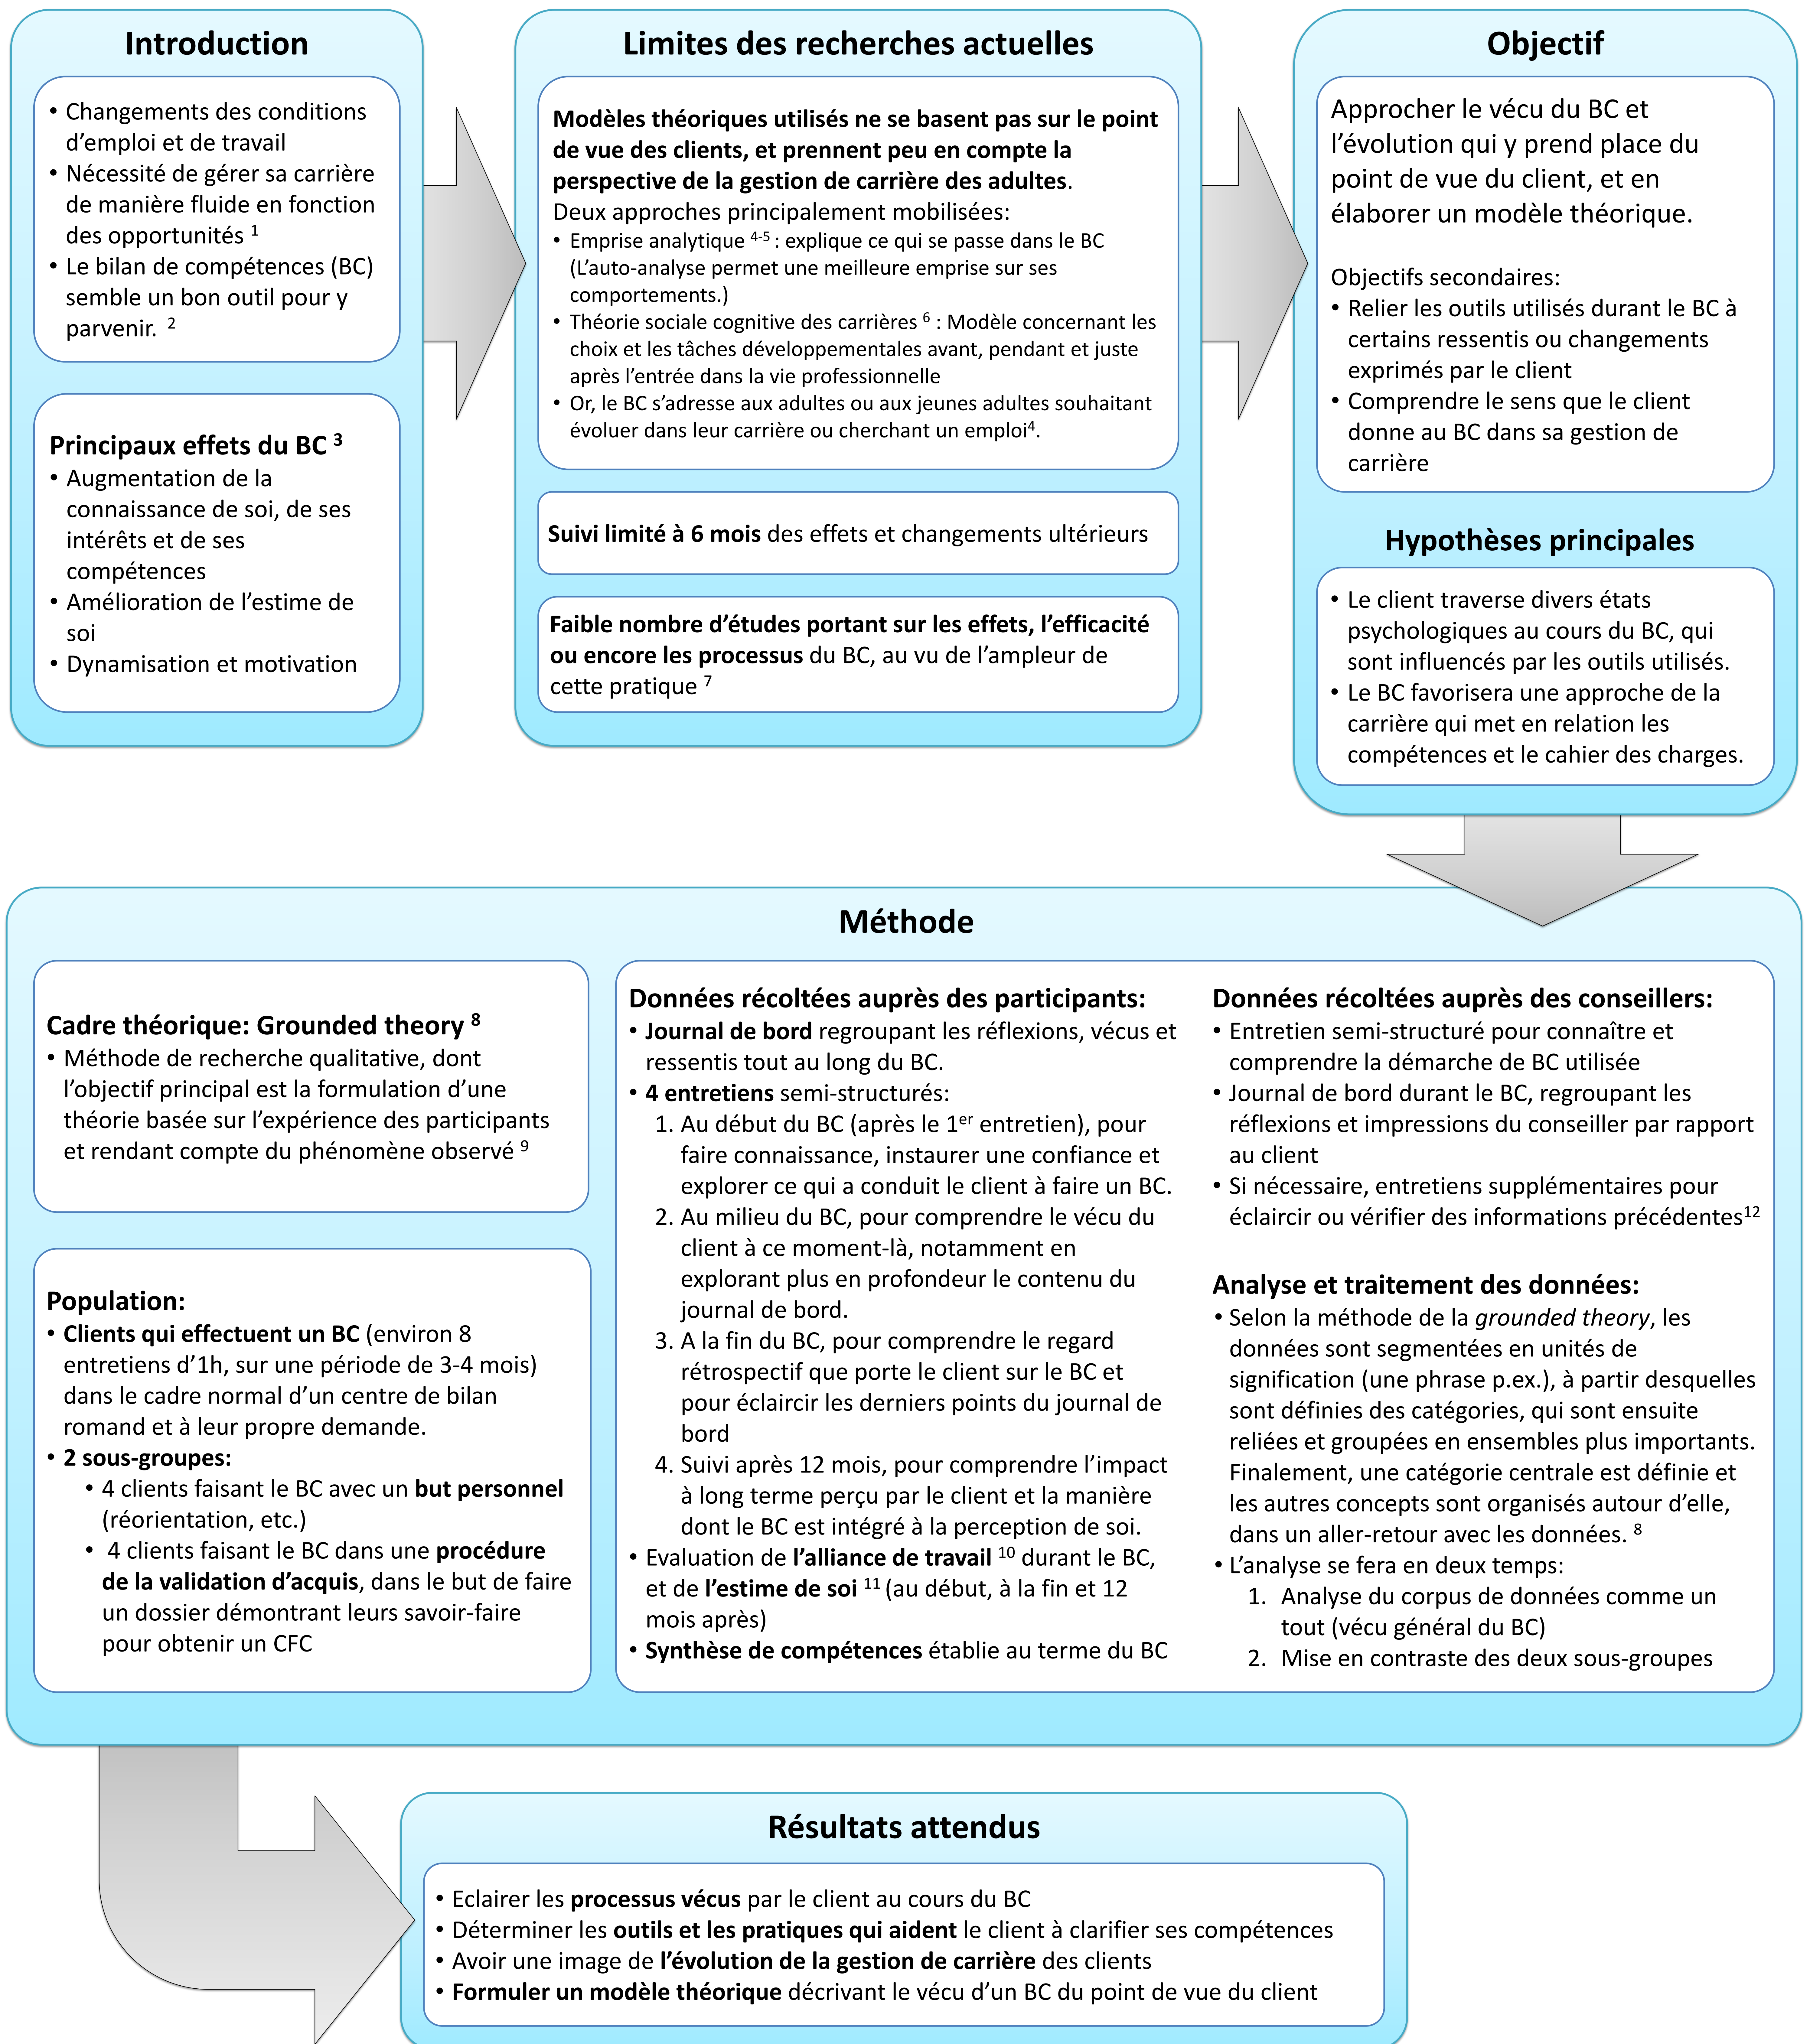 Introduction
• Changements des conditions
d’emploi et de travail
• Nécessité de gérer sa carrière
de manière fluide en fonction
des opportunités 1
• Le bilan de compétences (BC)
semble un bon outil pour y
parvenir. 2
Principaux effets du BC 3
• Augmentation de la
connaissance de soi, de ses
intérêts et de ses
compétences
• Amélioration de l’estime de
soi
• Dynamisation et motivation
Limites des recherches actuelles
Modèles théoriques utilisés ne se basent pas sur le point
de vue des clients, et prennent peu en compte la
perspective de la gestion de carrière des adultes.
Deux approches principalement mobilisées:
• Emprise analytique 4-5 : explique ce qui se passe dans le BC
(L’auto-analyse permet une meilleure emprise sur ses
comportements.)
• Théorie sociale cognitive des carrières 6 : Modèle concernant les
choix et les tâches développementales avant, pendant et juste
après l’entrée dans la vie professionnelle
• Or, le BC s’adresse aux adultes ou aux jeunes adultes souhaitant
évoluer dans leur carrière ou cherchant un emploi4.
Suivi limité à 6 mois des effets et changements ultérieurs
Faible nombre d’études portant sur les effets, l’efficacité
ou encore les processus du BC, au vu de l’ampleur de
cette pratique 7
Objectif
Approcher le vécu du BC et
l’évolution qui y prend place du
point de vue du client, et en
élaborer un modèle théorique.
Objectifs secondaires:
• Relier les outils utilisés durant le BC à
certains ressentis ou changements
exprimés par le client
• Comprendre le sens que le client
donne au BC dans sa gestion de
carrière
Hypothèses principales
• Le client traverse divers états
psychologiques au cours du BC, qui
sont influencés par les outils utilisés.
• Le BC favorisera une approche de la
carrière qui met en relation les
compétences et le cahier des charges.
Méthode
Cadre théorique: Grounded theory 8
• Méthode de recherche qualitative, dont
l’objectif principal est la formulation d’une
théorie basée sur l’expérience des participants
et rendant compte du phénomène observé 9
Population:
• Clients qui effectuent un BC (environ 8
entretiens d’1h, sur une période de 3-4 mois)
dans le cadre normal d’un centre de bilan
romand et à leur propre demande.
• 2 sous-groupes:
• 4 clients faisant le BC avec un but personnel
(réorientation, etc.)
• 4 clients faisant le BC dans une procédure
de la validation d’acquis, dans le but de faire
un dossier démontrant leurs savoir-faire
pour obtenir un CFC
Données récoltées auprès des participants:
• Journal de bord regroupant les réflexions, vécus et
ressentis tout au long du BC.
• 4 entretiens semi-structurés:
1. Au début du BC (après le 1er entretien), pour
faire connaissance, instaurer une confiance et
explorer ce qui a conduit le client à faire un BC.
2. Au milieu du BC, pour comprendre le vécu du
client à ce moment-là, notamment en
explorant plus en profondeur le contenu du
journal de bord.
3. A la fin du BC, pour comprendre le regard
rétrospectif que porte le client sur le BC et
pour éclaircir les derniers points du journal de
bord
4. Suivi après 12 mois, pour comprendre l’impact
à long terme perçu par le client et la manière
dont le BC est intégré à la perception de soi.
• Evaluation de l’alliance de travail 10 durant le BC,
et de l’estime de soi 11 (au début, à la fin et 12
mois après)
• Synthèse de compétences établie au terme du BC
Données récoltées auprès des conseillers:
• Entretien semi-structuré pour connaître et
comprendre la démarche de BC utilisée
• Journal de bord durant le BC, regroupant les
réflexions et impressions du conseiller par rapport
au client
• Si nécessaire, entretiens supplémentaires pour
éclaircir ou vérifier des informations précédentes12
Analyse et traitement des données:
• Selon la méthode de la grounded theory, les
données sont segmentées en unités de
signification (une phrase p.ex.), à partir desquelles
sont définies des catégories, qui sont ensuite
reliées et groupées en ensembles plus importants.
Finalement, une catégorie centrale est définie et
les autres concepts sont organisés autour d’elle,
dans un aller-retour avec les données. 8
• L’analyse se fera en deux temps:
1. Analyse du corpus de données comme un
tout (vécu général du BC)
2. Mise en contraste des deux sous-groupes
Résultats attendus
• Eclairer les processus vécus par le client au cours du BC
• Déterminer les outils et les pratiques qui aident le client à clarifier ses compétences
• Avoir une image de l’évolution de la gestion de carrière des clients
• Formuler un modèle théorique décrivant le vécu d’un BC du point de vue du client